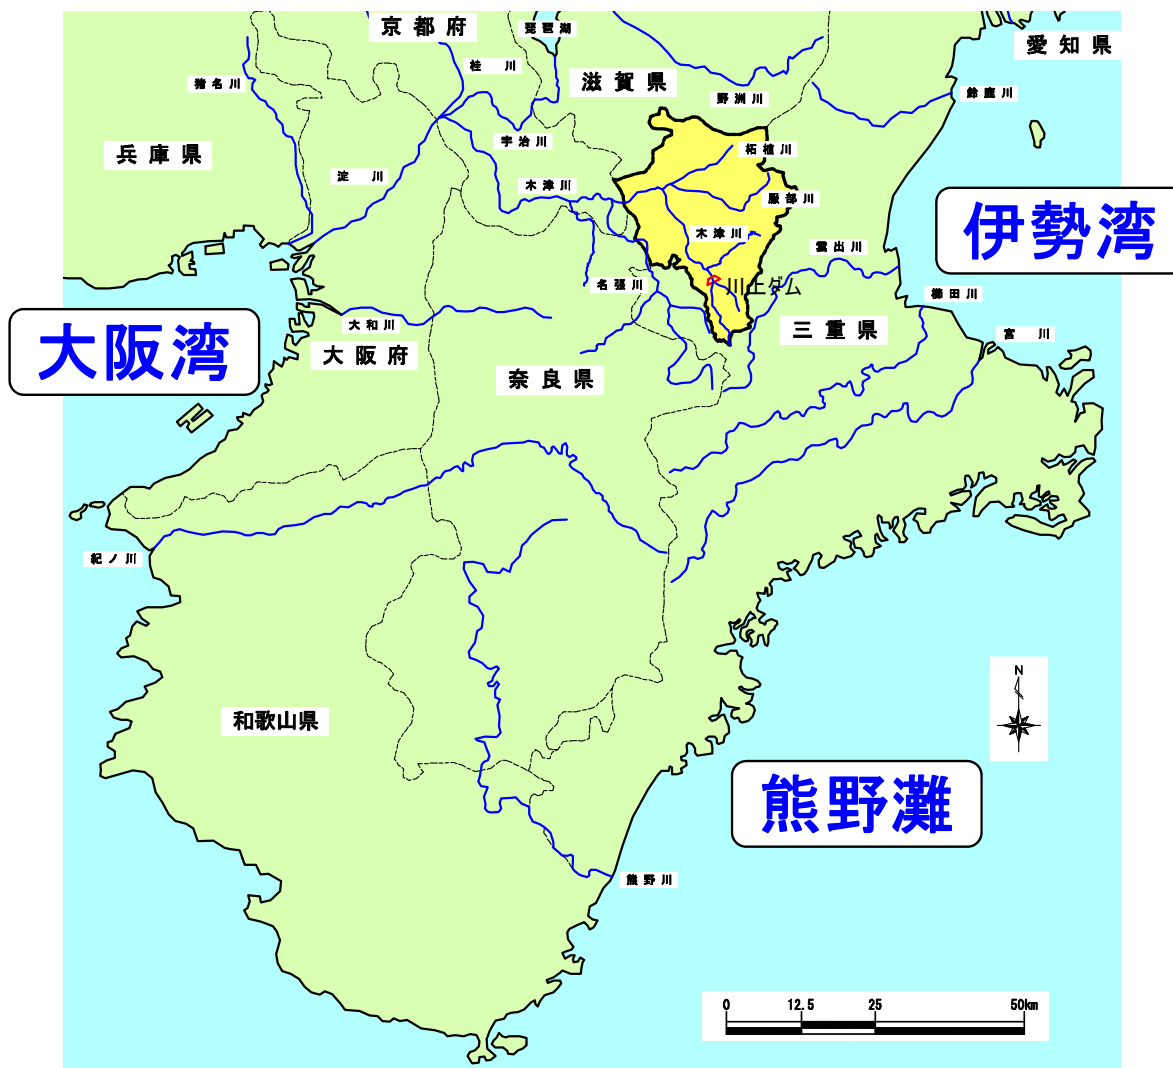 京都府
琵琶湖
愛知県
桂川
滋賀県
猪名川
野洲川
鈴鹿川
兵庫県
宇治川
柘植川
淀川
木津川
服部川
伊勢湾
木津川
雲出川
名張川
川上ダム
櫛田川
大阪湾
大和川
三重県
宮川
大阪府
奈良県
紀ノ川
和歌山県
N
熊野灘
熊野川
0 12.5 25 50km